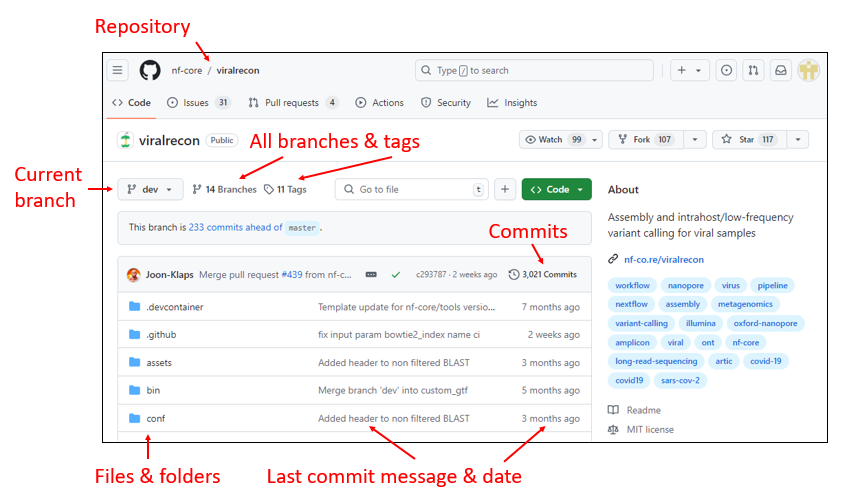 Repository
nf-core / viralrecon
Type / to search
Code Issues 31 Pull requests 4 Actions Security Insights
viralrecon Public
Watch 99 Fork 107 Star 117
All branches & tags
Current
branch
dev 14 Branches 11 Tags Go to file t Code
This branch is 233 commits ahead of master .
Commits
Joon-Klaps Merge pull request #439 from nf-c... c293787 · 2 weeks ago 3,021 Commits
.devcontainer Template update for nf-core/tools versio... 7 months ago
.github fix input param bowtie2_index name ci 2 weeks ago
assets Added header to non filtered BLAST 3 months ago
bin Merge branch 'dev' into custom_gtf 5 months ago
conf Added header to non filtered BLAST 3 months ago
About
Assembly and intrahost/low-frequency
variant calling for viral samples
nf-co.re/viralrecon
workflow nanopore virus pipeline
nextflow assembly metagenomics
variant-calling illumina oxford-nanopore
amplicon viral ont nf-core
long-read-sequencing artic covid-19
covid19 sars-cov-2
Readme
MIT license
Files & folders
Last commit message & date